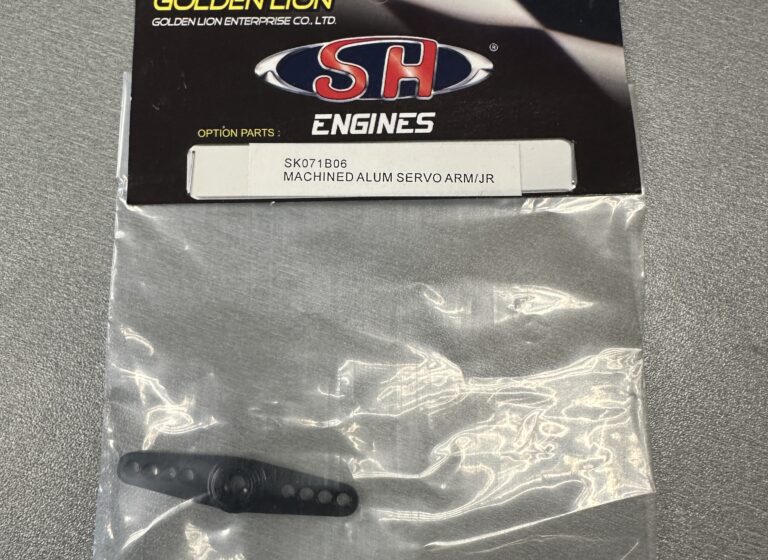 GOLDEN LION
GOLDEN LION ENTERPRISE CO., LTD.
SH®
ENGINES
OPTION PARTS :
SK071B06
MACHINED ALUM SERVO ARM/JR